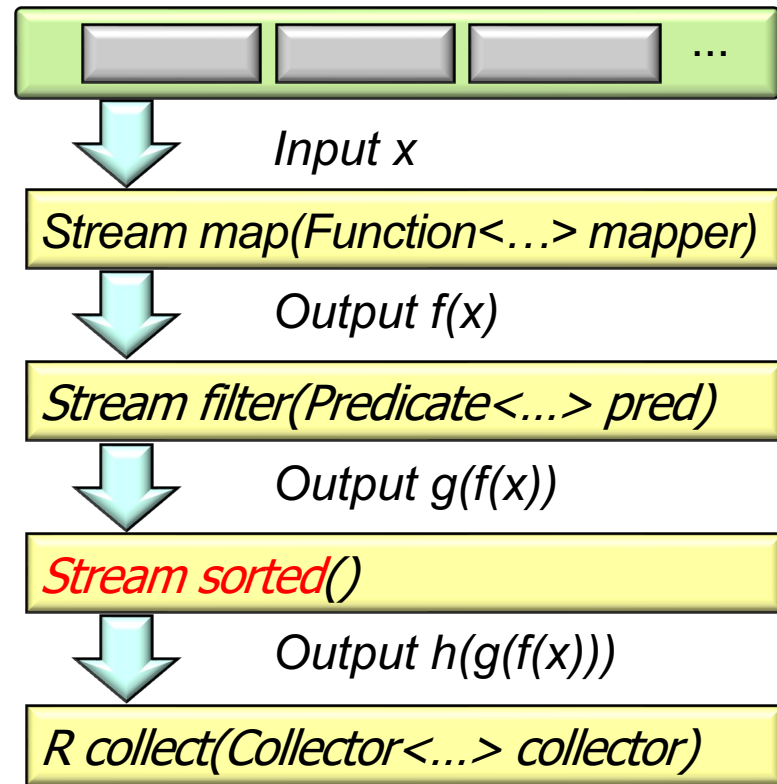 ...
Input x
Stream map(Function<…> mapper)
Output f(x)
Stream filter(Predicate<...> pred)
Output g(f(x))
Stream sorted()
Output h(g(f(x)))
R collect(Collector<...> collector)